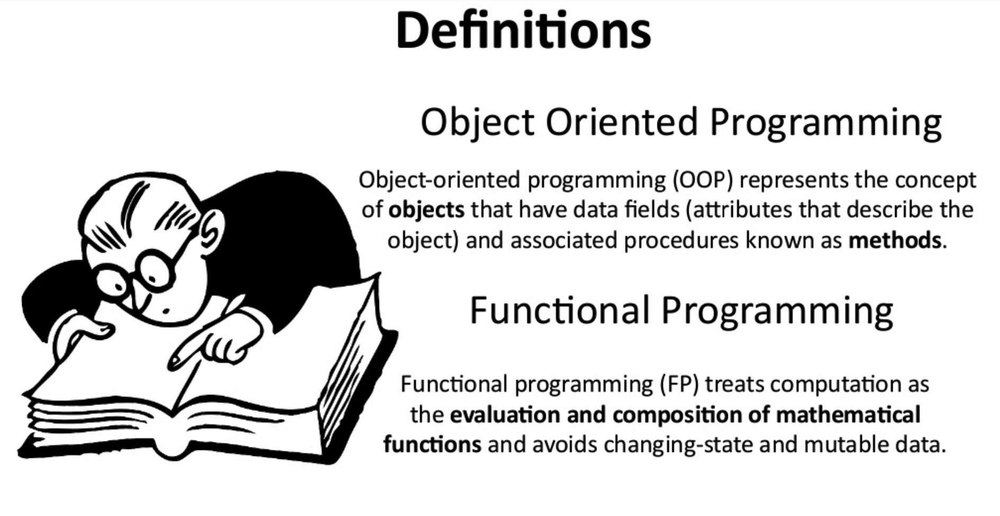 Definitions
Object Oriented Programming
Object-oriented programming (OOP) represents the concept
of objects that have data fields (attributes that describe the
object) and associated procedures known as methods.
Functional Programming
Functional programming (FP) treats computation as
the evaluation and composition of mathematical
functions and avoids changing-state and mutable data.